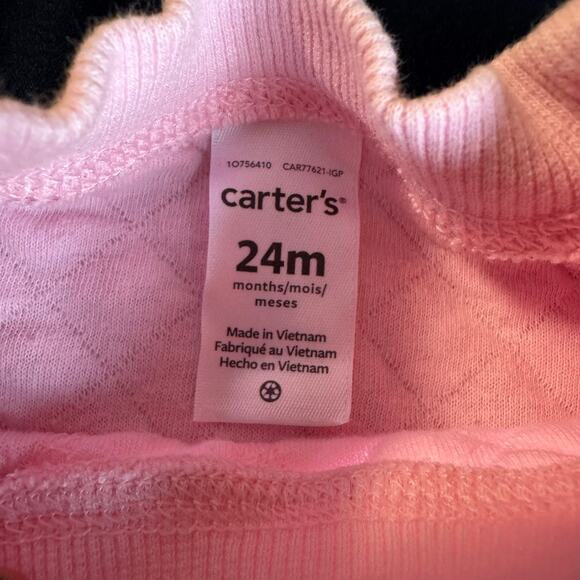 1O756410 CAR77621-IGP
carter's®
24m
months/mois/
meses
Made in Vietnam
Fabriqué au Vietnam
Hecho en Vietnam